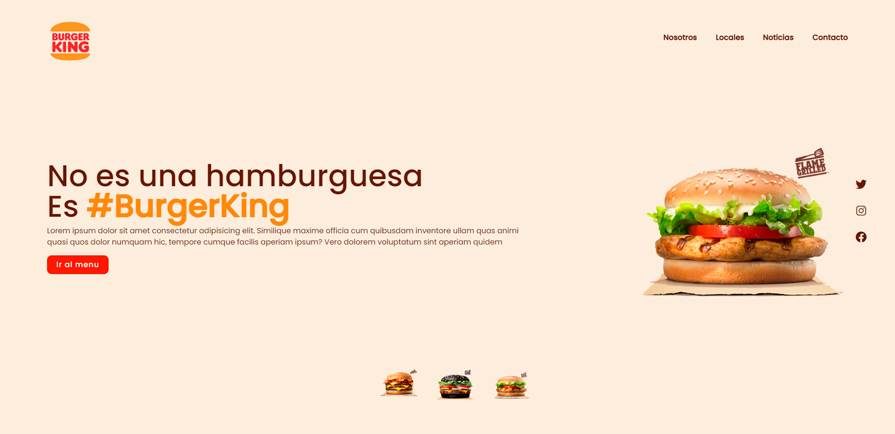 BURGER
KING
Nosotros
Locales
Noticias
Contacto
No es una hamburguesa
Es #BurgerKing
Lorem ipsum dolor sit amet consectetur adipisicing elit. Similique maxime officia cum quibusdam inventore ullam quas animi
quasi quos dolor numquam hic, tempore cumque facilis aperiam ipsum? Vero dolorem voluptatum sint aperiam quidem
Ir al menu
FLAME
GRILLED